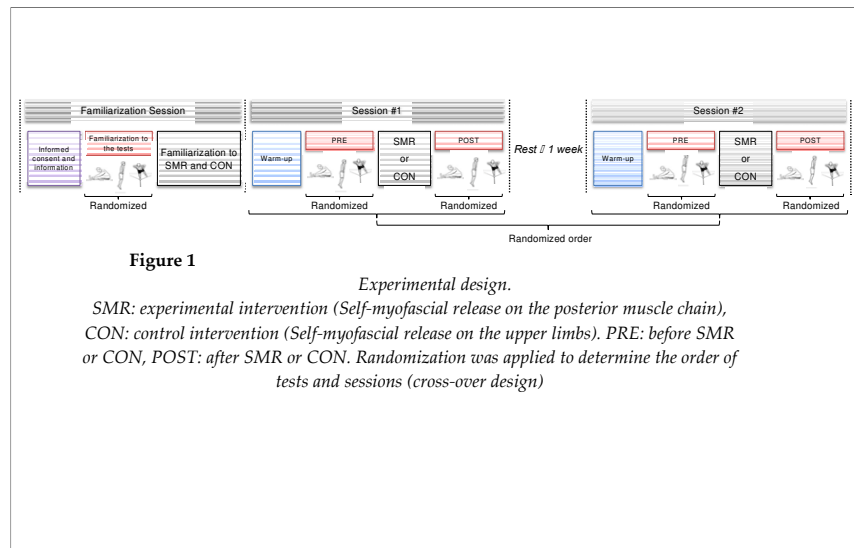 Familiarization Session
Session #1
Session #2
Informed
consent and
information
Familiarization to
the tests
Familiarization to
SMR and CON
Warm-up
PRE
SMR
or
CON
POST
Rest  1 week
Warm-up
PRE
SMR
or
CON
POST
Randomized
Randomized
Randomized
Randomized
Randomized
Randomized order
Figure 1
Experimental design.
SMR: experimental intervention (Self-myofascial release on the posterior muscle chain),
CON: control intervention (Self-myofascial release on the upper limbs). PRE: before SMR
or CON, POST: after SMR or CON. Randomization was applied to determine the order of
tests and sessions (cross-over design)